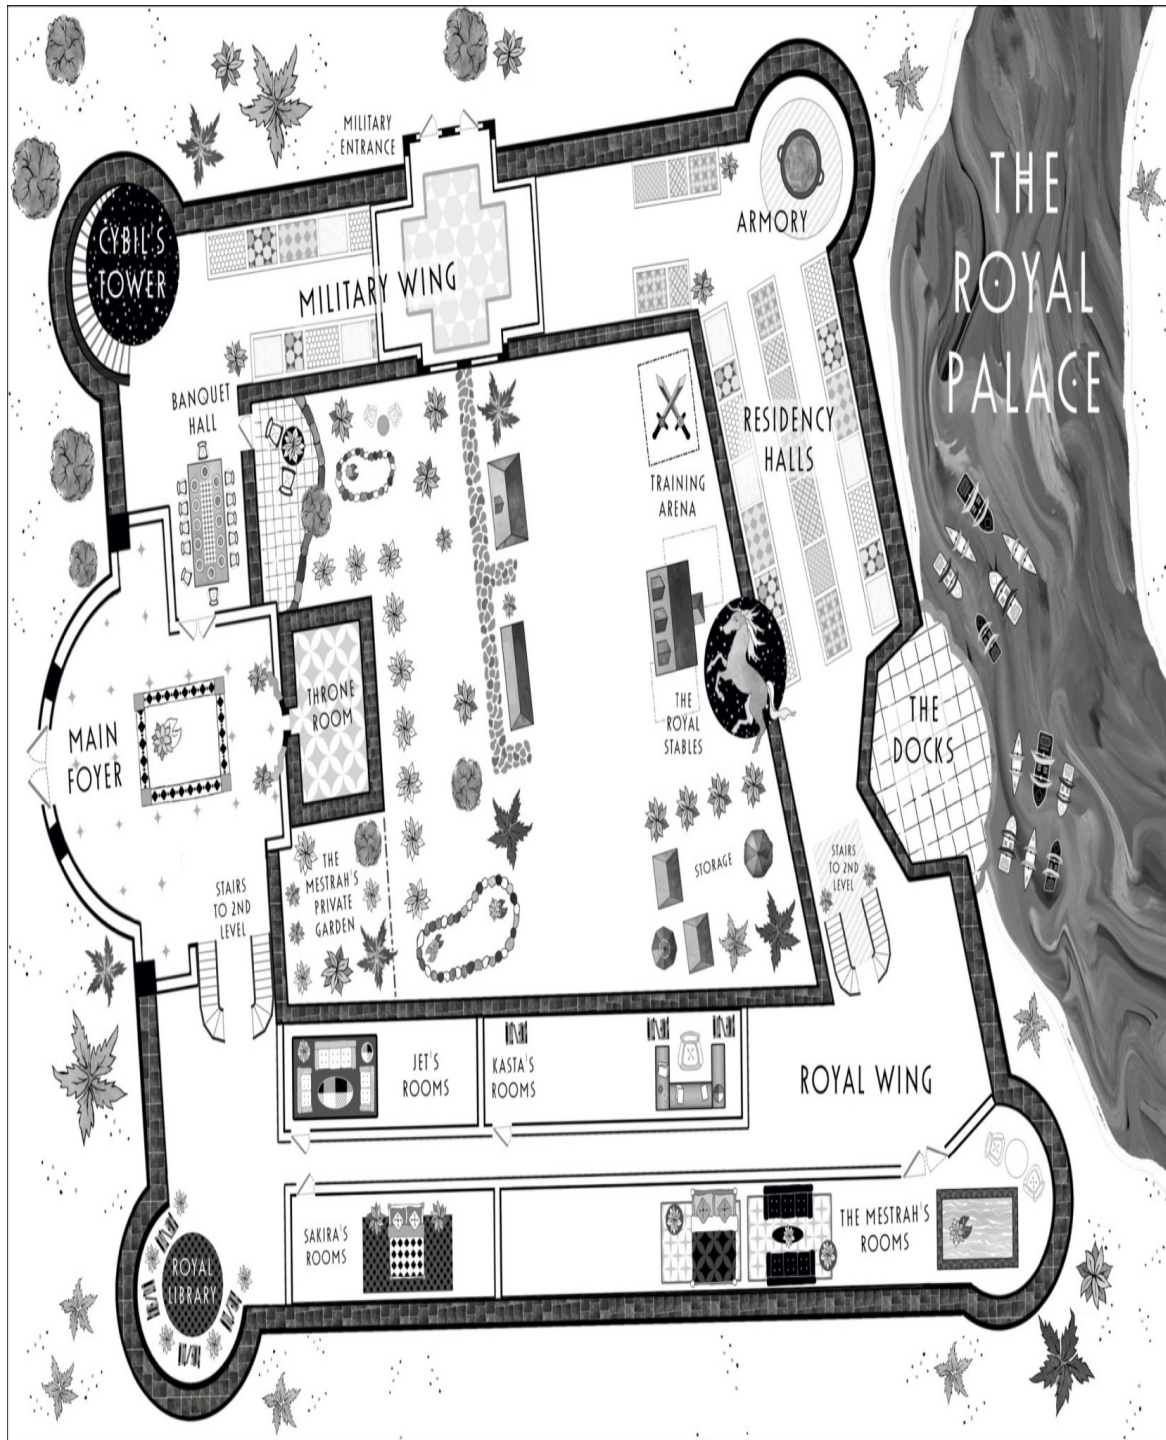 THE
ROYAL
PALACE
MILITARY
ENTRANCE
CYBIL'S
TOWER
MILITARY WING
ARMORY
BANQUET
HALL
RESIDENCY
HALLS
TRAINING
ARENA
THRONE
ROOM
MAIN
FOYER
THE
ROYAL
STABLES
THE
DOCKS
STAIRS
TO 2ND
LEVEL
THE
MESTRAH'S
PRIVATE
GARDEN
STORAGE
STAIRS
TO 2ND
LEVEL
JET'S
ROOMS
KASTA'S
ROOMS
ROYAL WING
SAKIRA'S
ROOMS
THE MESTRAH'S
ROOMS
ROYAL
LIBRARY